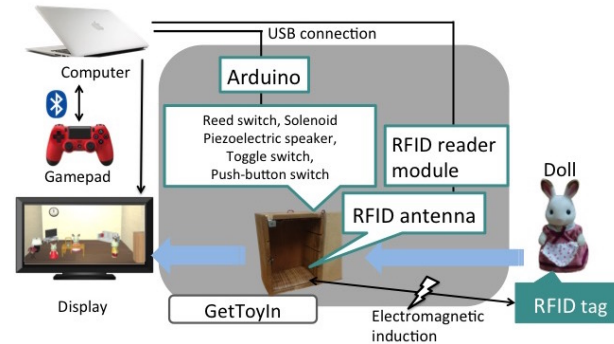 USB connection
Computer
Arduino
Reed switch, Solenoid
Piezoelectric speaker,
Toggle switch,
Push-button switch
RFID reader
module
Gamepad
Doll
RFID antenna
Display
GetToyIn
Electromagnetic
induction
RFID tag